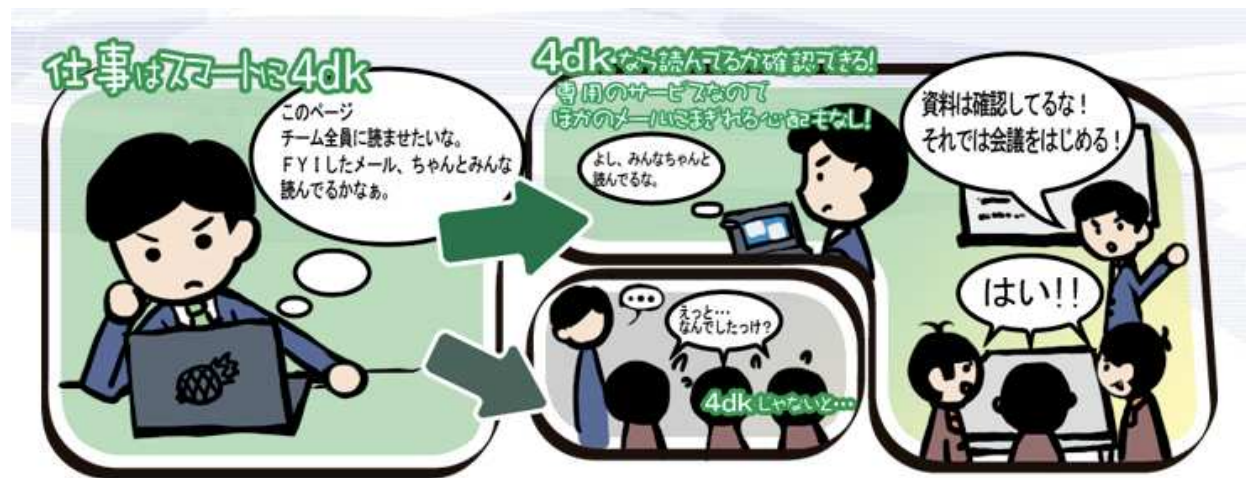 仕事はスマートに4dk
このページ
チーム全員に読ませたいな。
ＦＹＩしたメール、ちゃんとみんな
読んでるかなぁ。
4dkなら読んでるか確認できる!
専用のサービスなので
ほかのメールにまぎれる心配もなし!
よし、みんなちゃんと
読んでるな。
資料は確認してるな！
それでは会議をはじめる！
はい!!
…
えっと…
なんでしたっけ？
4dkじゃないと…